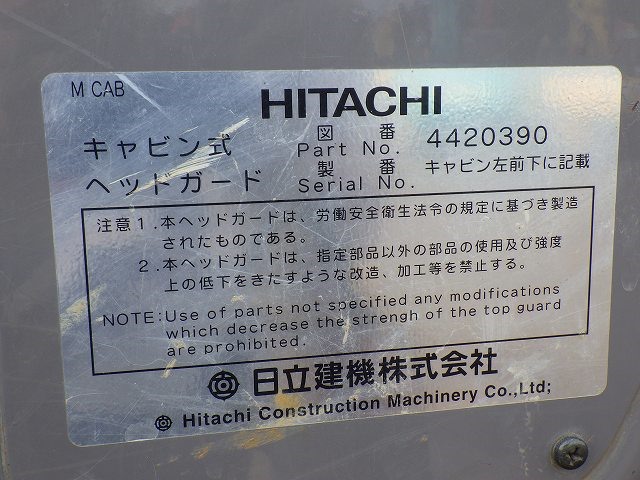 M CAB
HITACHI
キャビン式 図番 4420390
Part No.
ヘッドガード 製番 キャビン左前下に記載
Serial No.
注意1.本ヘッドガードは、労働安全衛生法令の規定に基づき製造
されたものである。
2.本ヘッドガードは、指定部品以外の部品の使用及び強度
上の低下をきたすような改造、加工等を禁止する。
NOTE:Use of parts not specified any modifications
which decrease the strengh of the top guard
are prohibited.
日立建機株式会社
Hitachi Construction Machinery Co.,Ltd;